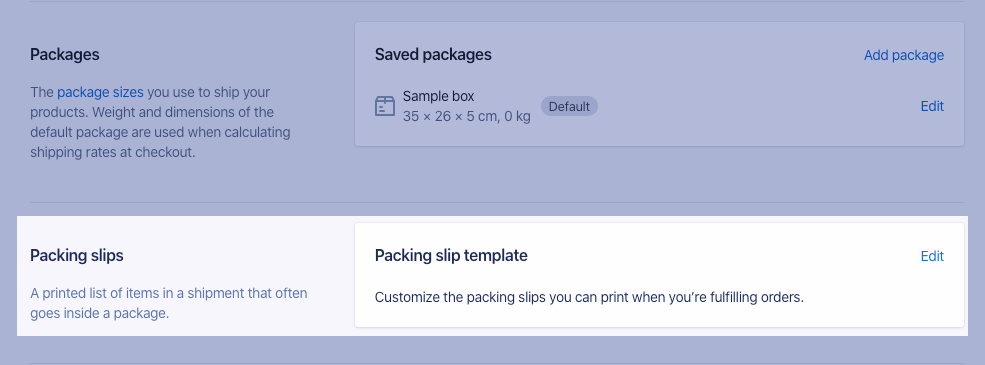 Packages
The package sizes you use to ship your
products. Weight and dimensions of the
default package are used when calculating
shipping rates at checkout.
Saved packages
Add package
Sample box
35 × 26 × 5 cm, 0 kg
Default
Edit
Packing slips
A printed list of items in a shipment that often
goes inside a package.
Packing slip template
Edit
Customize the packing slips you can print when you’re fulfilling orders.